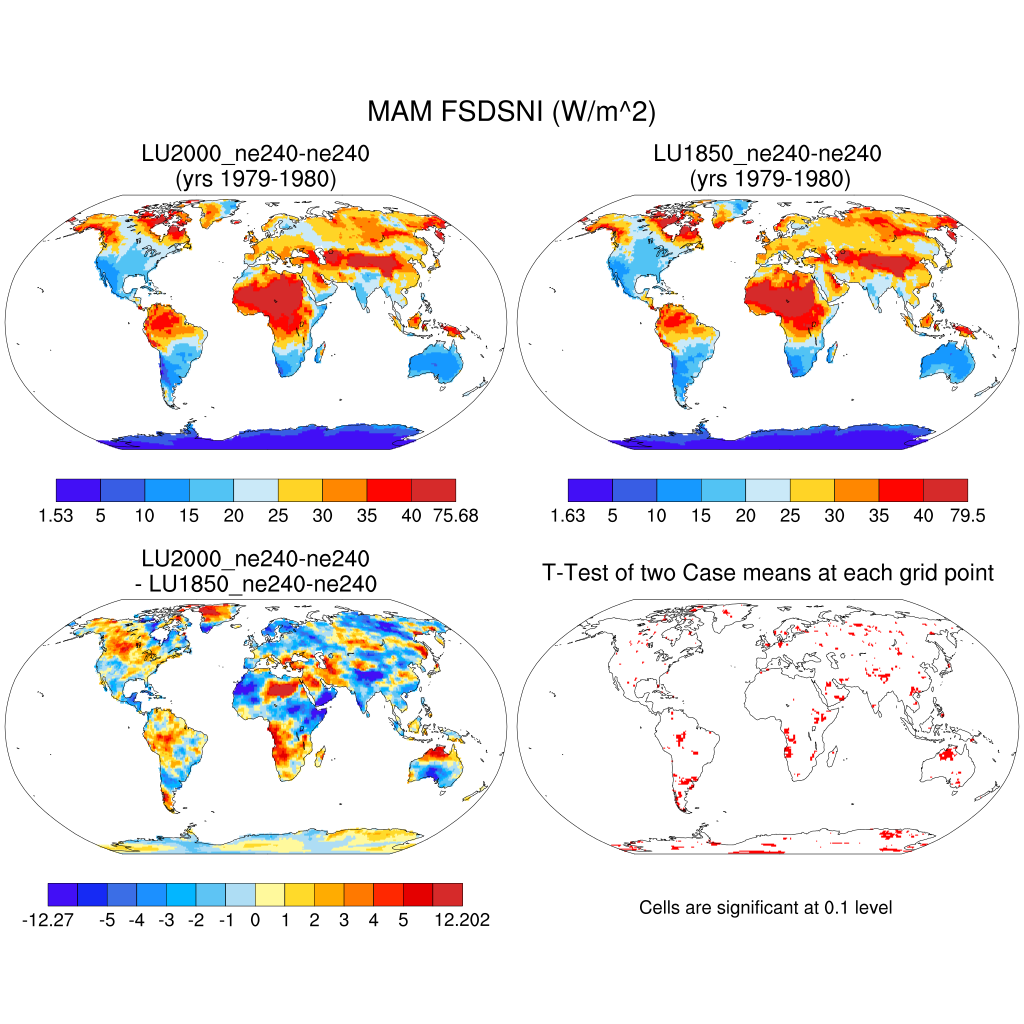 MAM FSDSNI (W/m^2)
LU2000_ne240-ne240
(yrs 1979-1980)
LU1850_ne240-ne240
(yrs 1979-1980)
1.53 5 10 15 20 25 30 35 40 75.68
1.63 5 10 15 20 25 30 35 40 79.5
LU2000_ne240-ne240
- LU1850_ne240-ne240
T-Test of two Case means at each grid point
-12.27 -5 -4 -3 -2 -1 0 1 2 3 4 5 12.202
Cells are significant at 0.1 level